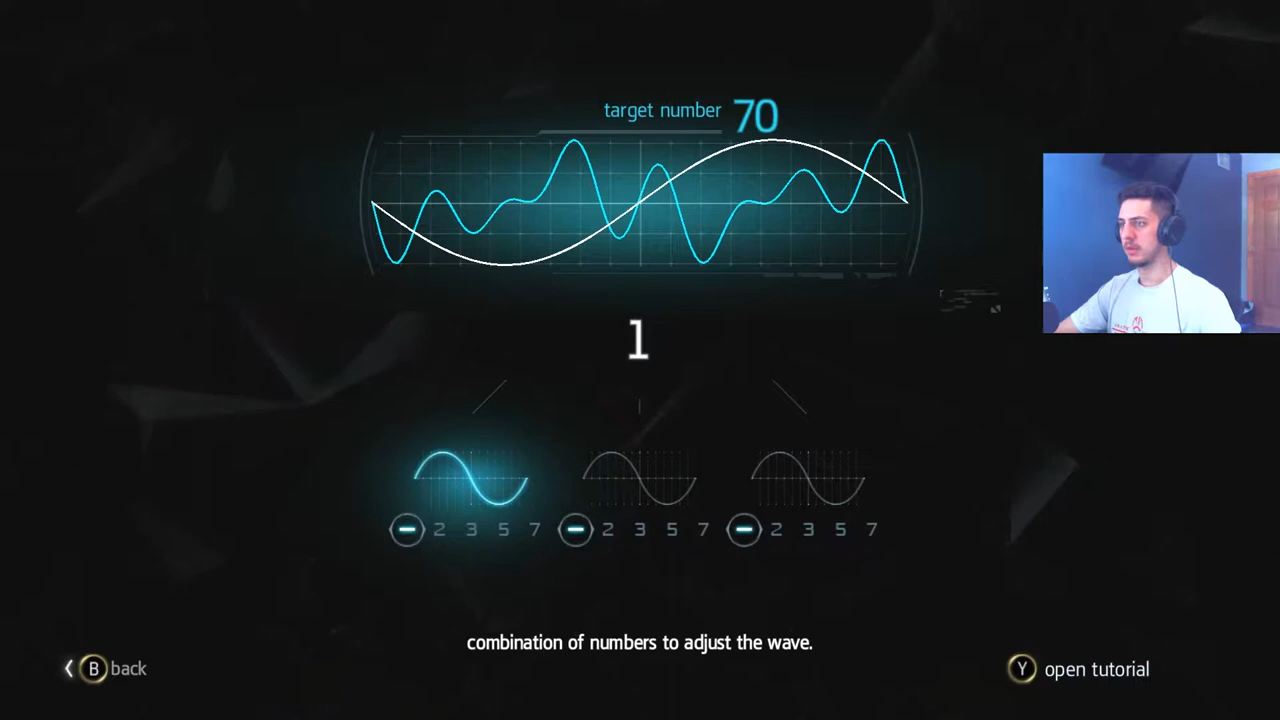 target number 70
1
2 3 5 7 2 3 5 7 2 3 5 7
combination of numbers to adjust the wave.
B back
Y open tutorial